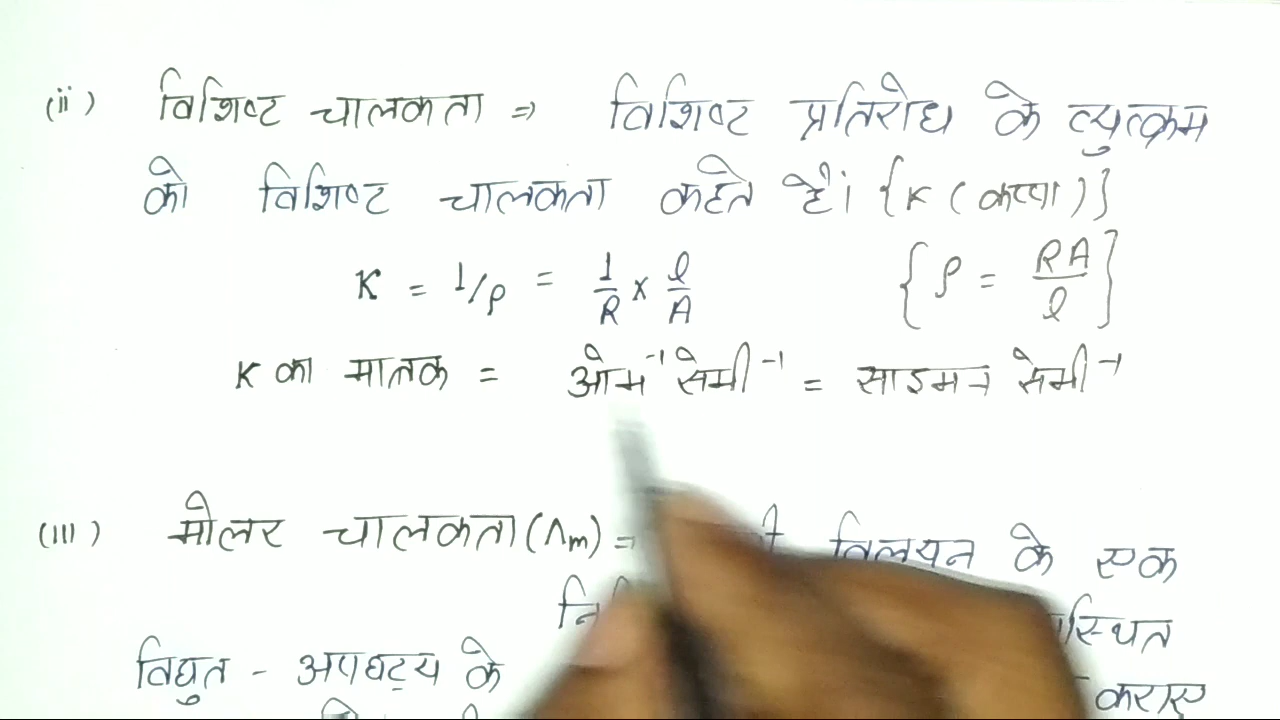 (ii) विशिष्ट चालकता ⇒ विशिष्ट प्रतिरोध के व्युत्क्रम
को विशिष्ट चालकता कहते हैं। {κ (कप्पा)}
κ = 1/ρ = 1/R × l/A {ρ = RA/l}
κ का मात्रक = ओम⁻¹ सेमी⁻¹ = साइमन सेमी⁻¹
(iii) मोलर चालकता (Λm) = विलयन के एक
विद्युत - अपघट्य के